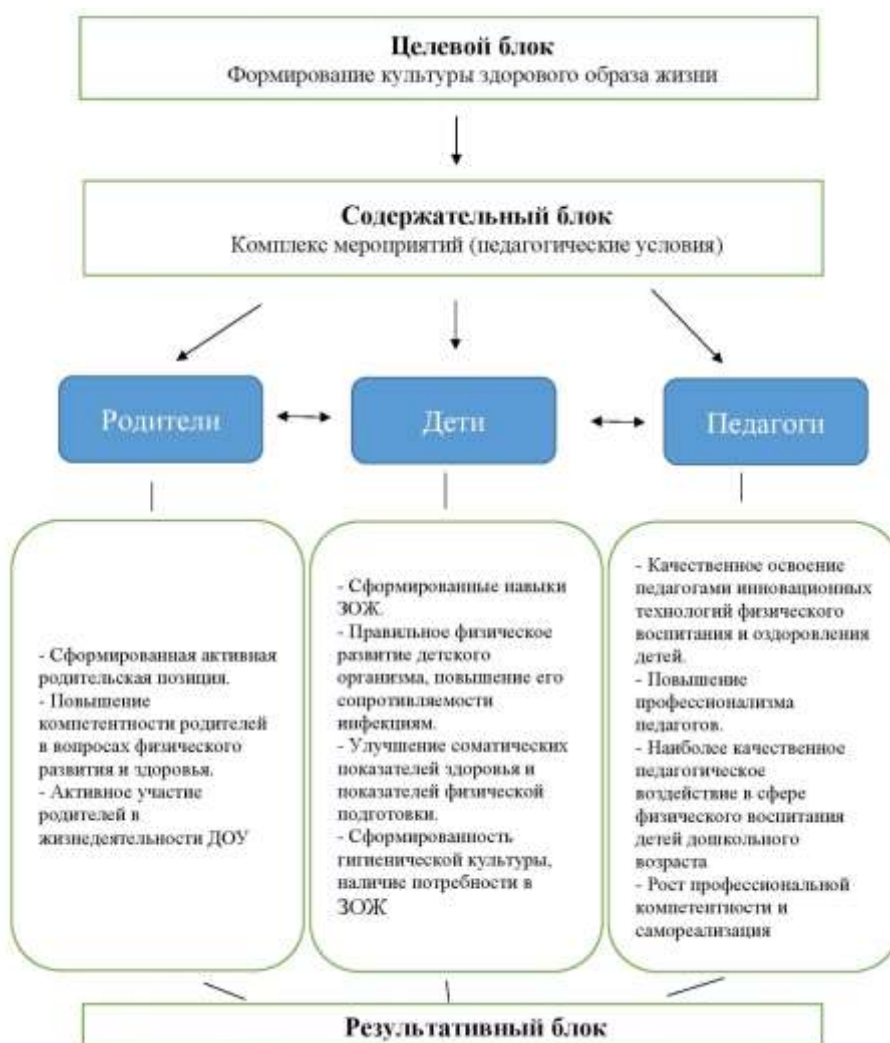 Целевой блок
Формирование культуры здорового образа жизни
Содержательный блок
Комплекс мероприятий (педагогические условия)
Родители
Дети
Педагоги
- Сформированная активная
родительская позиция.
- Повышение
компетентности родителей
в вопросах физического
развития и здоровья.
- Активное участие
родителей в
жизнедеятельности ДОУ
- Сформированные навыки
ЗОЖ.
- Правильное физическое
развитие детского
организма, повышение его
сопротивляемости
инфекциям.
- Улучшение соматических
показателей здоровья и
показателей физической
подготовки.
- Сформированность
гигиенической культуры,
наличие потребности в
ЗОЖ
- Качественное освоение
педагогами инновационных
технологий физического
воспитания и оздоровления
детей.
- Повышение
профессионализма
педагогов.
- Наиболее качественное
педагогическое
воздействие в сфере
физического воспитания
детей дошкольного
возраста
- Рост профессиональной
компетентности и
самореализация
Результативный блок